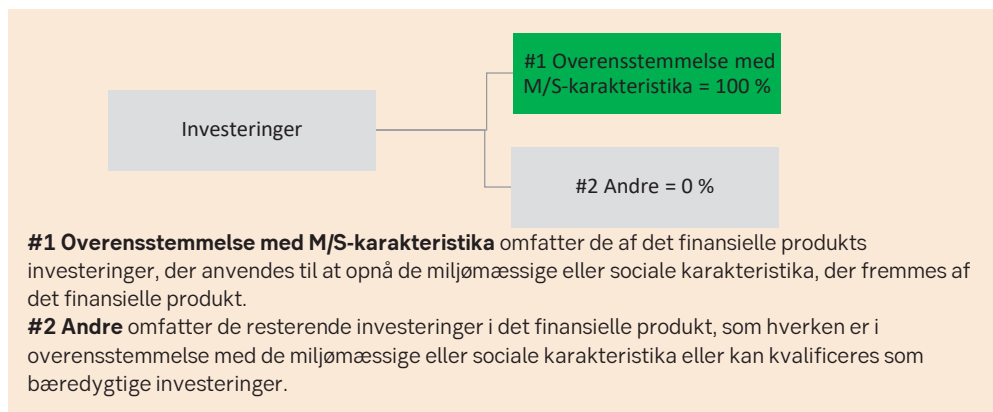 #1 Overensstemmelse med
M/S-karakteristika = 100 %
Investeringer
#2 Andre = 0 %
#1 Overensstemmelse med M/S-karakteristika omfatter de af det finansielle produkts
investeringer, der anvendes til at opnå de miljømæssige eller sociale karakteristika, der fremmes af
det finansielle produkt.
#2 Andre omfatter de resterende investeringer i det finansielle produkt, som hverken er i
overensstemmelse med de miljømæssige eller sociale karakteristika eller kan kvalificeres som
bæredygtige investeringer.